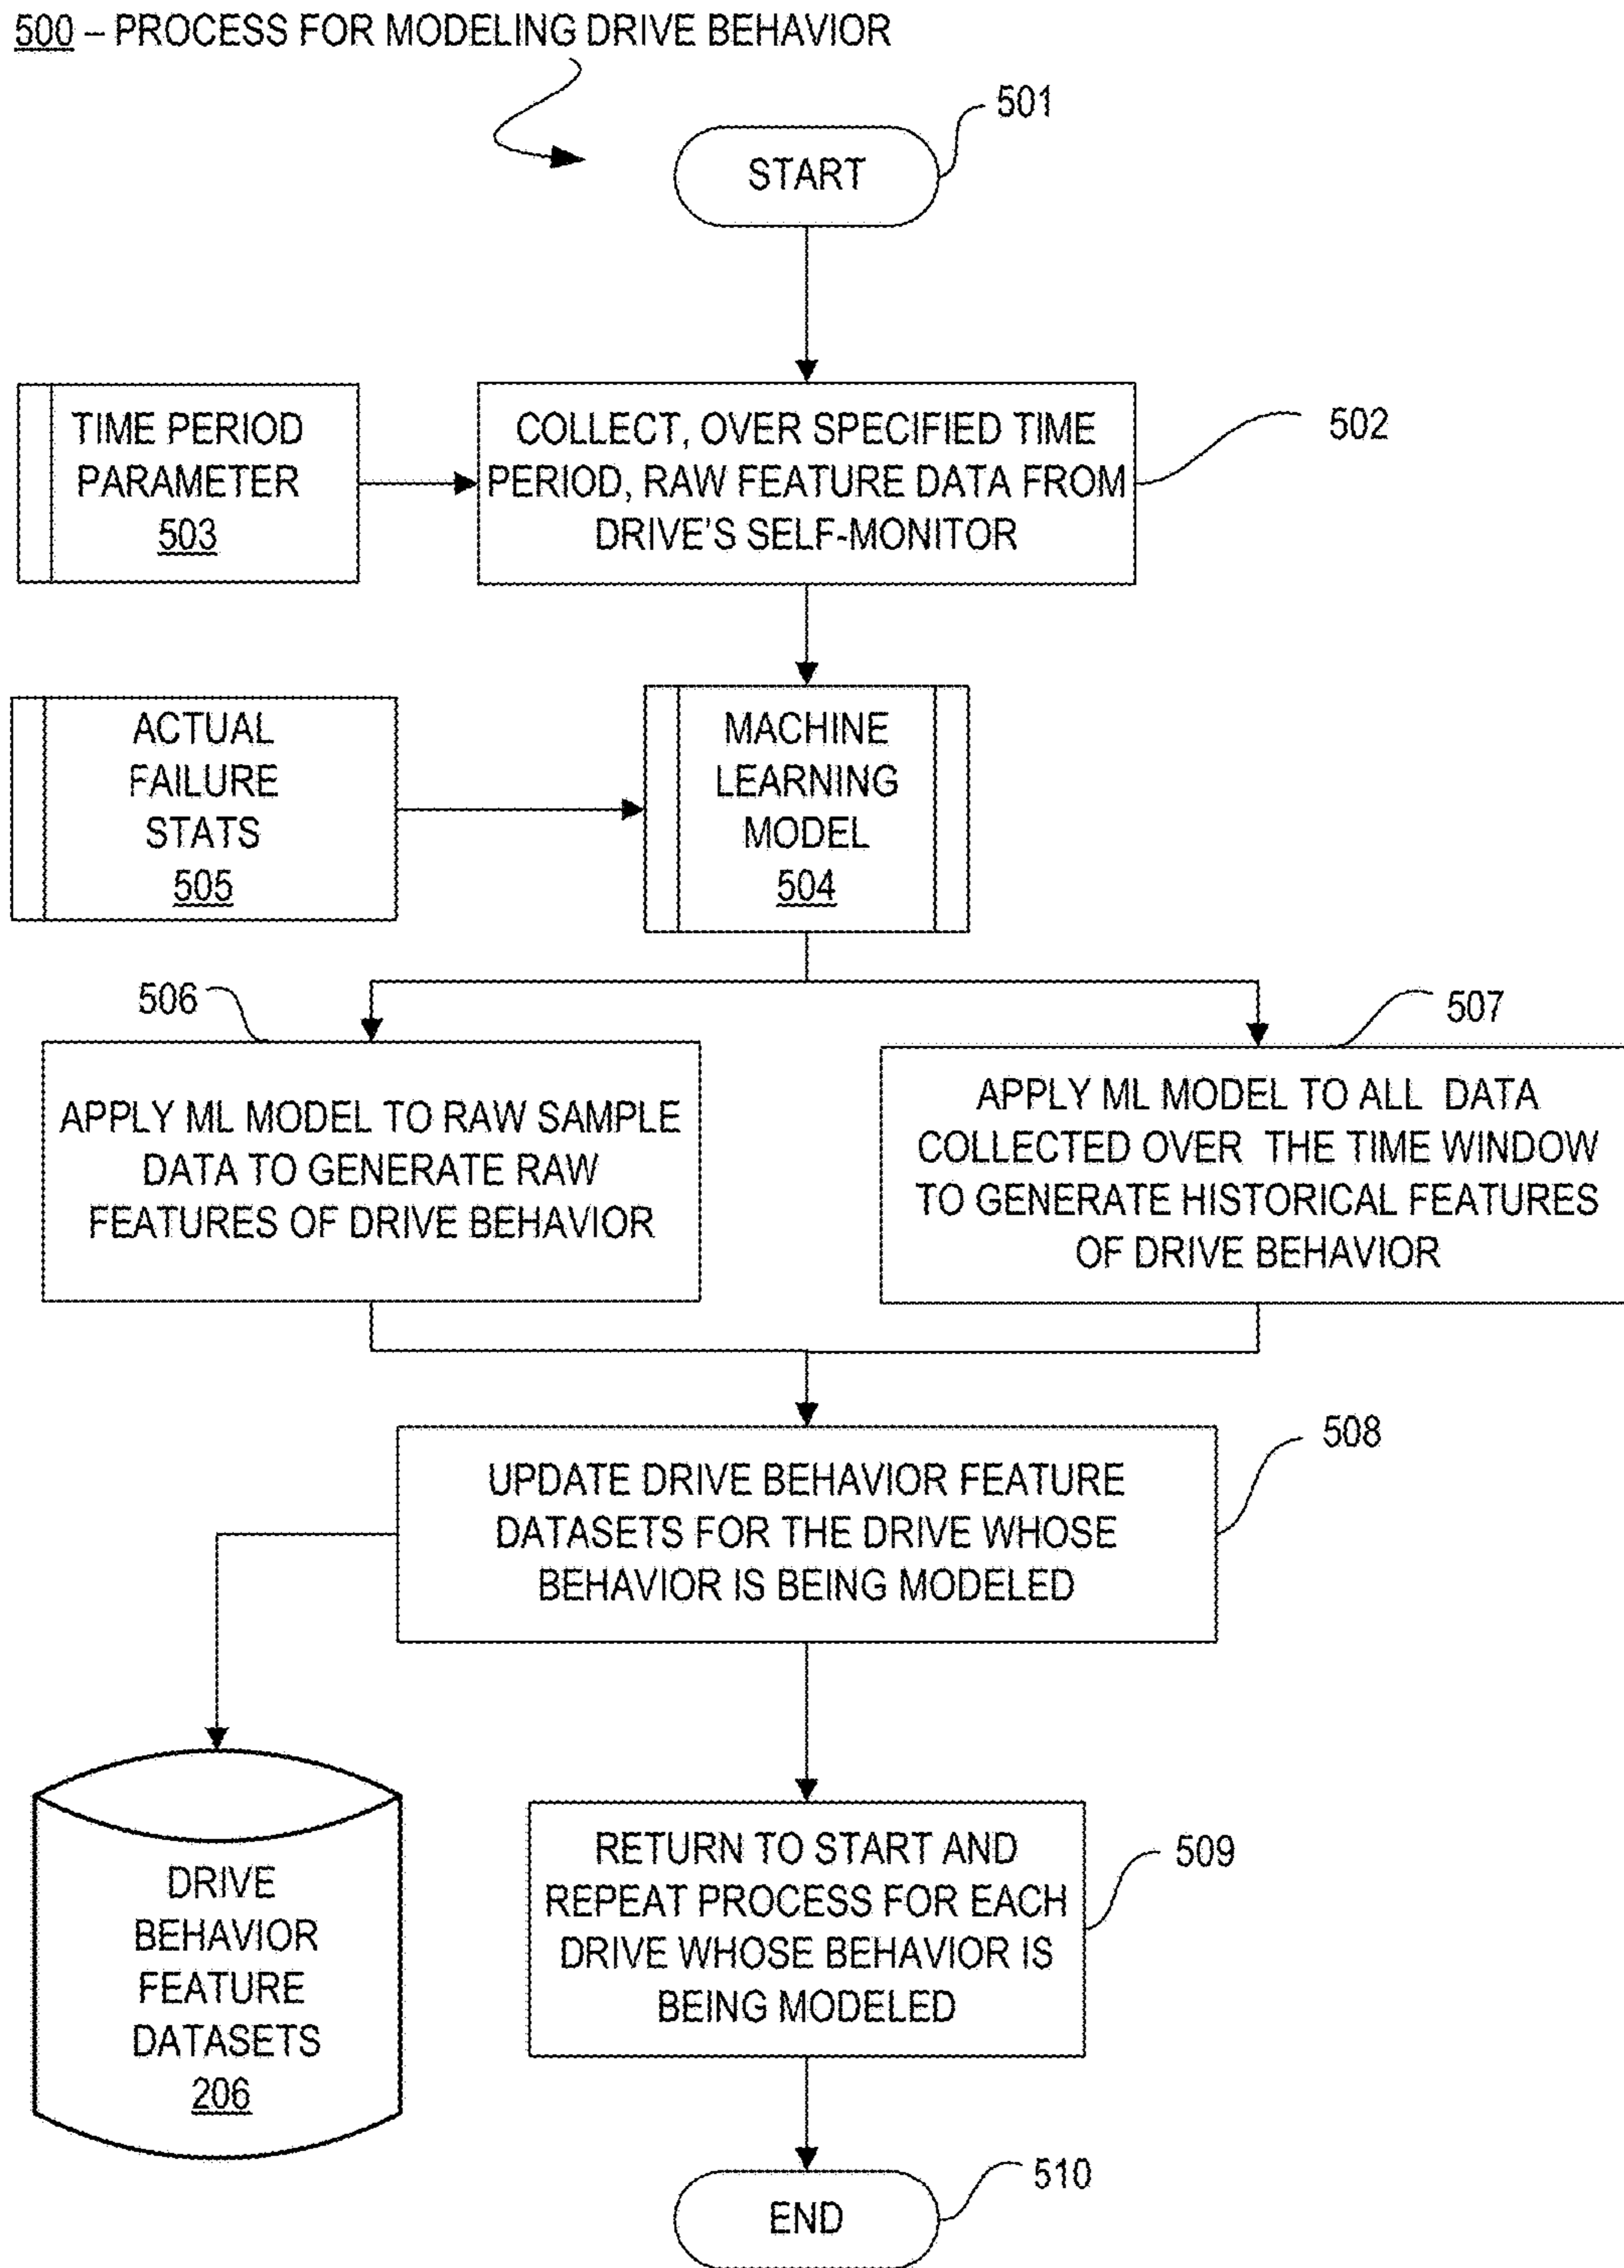 500 – PROCESS FOR MODELING DRIVE BEHAVIOR
501
START
TIME PERIOD
PARAMETER
503
COLLECT, OVER SPECIFIED TIME
PERIOD, RAW FEATURE DATA FROM
DRIVE'S SELF-MONITOR
502
ACTUAL
FAILURE
STATS
505
MACHINE
LEARNING
MODEL
504
506
507
APPLY ML MODEL TO RAW SAMPLE
DATA TO GENERATE RAW
FEATURES OF DRIVE BEHAVIOR
APPLY ML MODEL TO ALL DATA
COLLECTED OVER THE TIME WINDOW
TO GENERATE HISTORICAL FEATURES
OF DRIVE BEHAVIOR
508
UPDATE DRIVE BEHAVIOR FEATURE
DATASETS FOR THE DRIVE WHOSE
BEHAVIOR IS BEING MODELED
DRIVE
BEHAVIOR
FEATURE
DATASETS
206
RETURN TO START AND
REPEAT PROCESS FOR EACH
DRIVE WHOSE BEHAVIOR IS
BEING MODELED
509
END
510